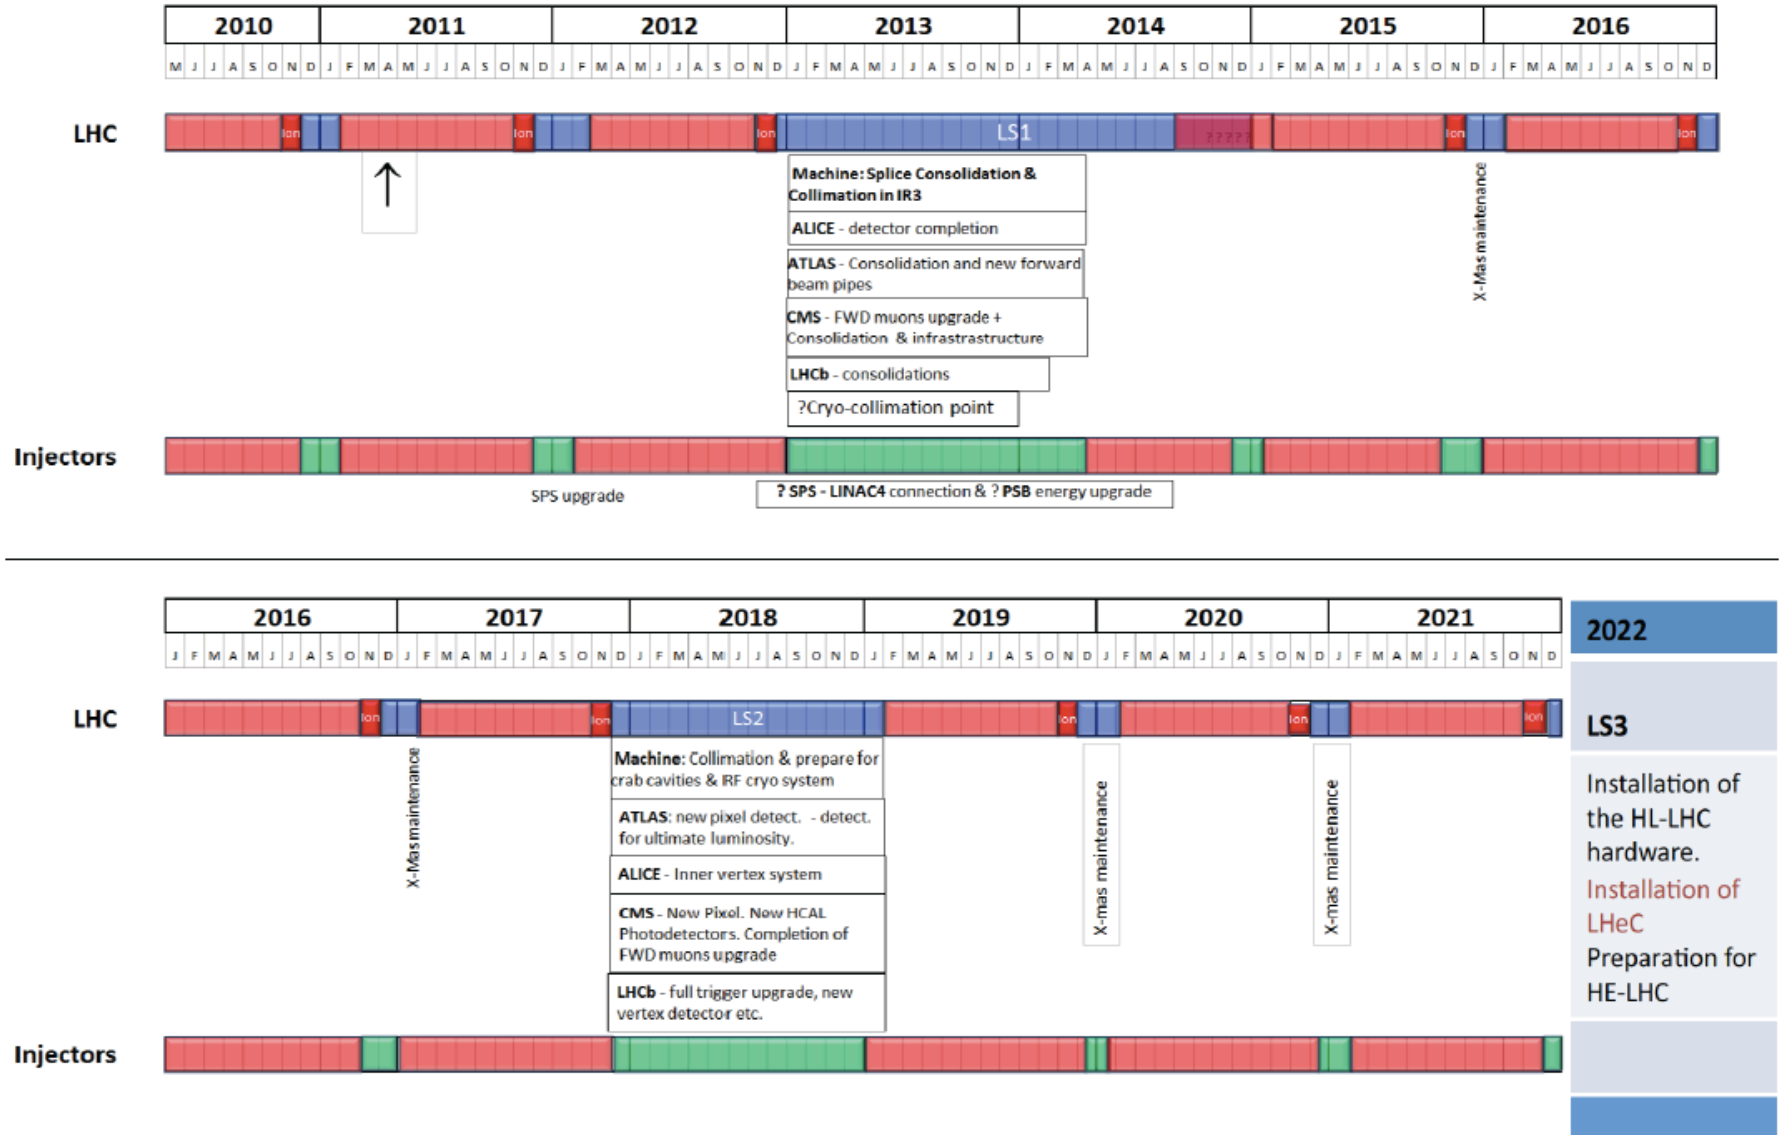 2010 2011 2012 2013 2014 2015 2016
M J J A S O N D J F M A M J J A S O N D J F M A M J J A S O N D J F M A M J J A S O N D J F M A M J J A S O N D J F M A M J J A S O N D J F M A M J J A S O N D
LHC Ion Ion Ion LS1 ????? Ion Ion
Machine: Splice Consolidation &
Collimation in IR3
ALICE - detector completion
ATLAS - Consolidation and new forward
beam pipes
CMS - FWD muons upgrade +
Consolidation & infrastrastructure
LHCb - consolidations
?Cryo-collimation point
X-Mas maintenance
Injectors
SPS upgrade
? SPS - LINAC4 connection & ? PSB energy upgrade
2016 2017 2018 2019 2020 2021
J F M A M J J A S O N D J F M A M J J A S O N D J F M A M J J A S O N D J F M A M J J A S O N D J F M A M J J A S O N D J F M A M J J A S O N D
LHC Ion Ion LS2 Ion Ion Ion
X-Mas maintenance
Machine: Collimation & prepare for
crab cavities & RF cryo system
ATLAS: new pixel detect. - detect.
for ultimate luminosity.
ALICE - Inner vertex system
CMS - New Pixel. New HCAL
Photodetectors. Completion of
FWD muons upgrade
LHCb - full trigger upgrade, new
vertex detector etc.
X-mas maintenance
X-mas maintenance
Injectors
2022
LS3
Installation of
the HL-LHC
hardware.
Installation of
LHeC
Preparation for
HE-LHC